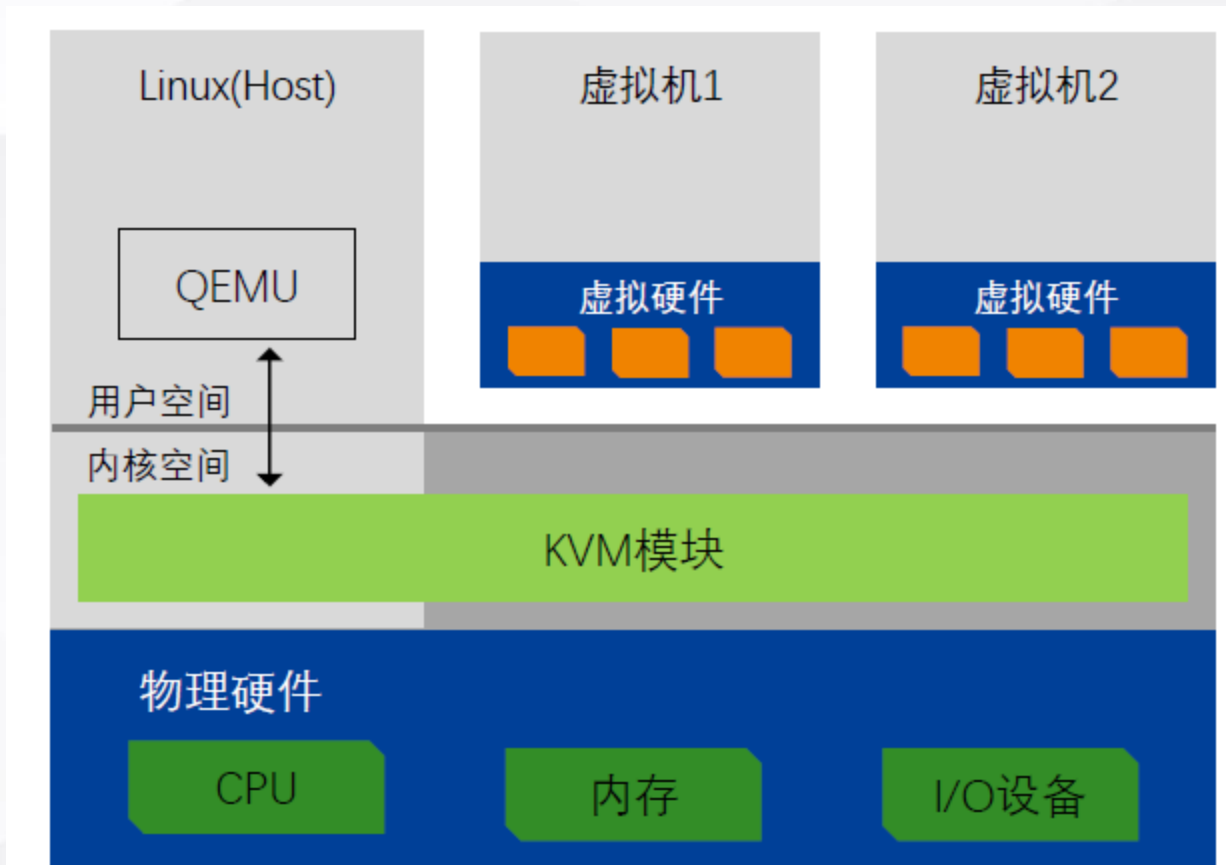 Linux(Host)
虚拟机1
虚拟机2
QEMU
虚拟硬件
虚拟硬件
用户空间
内核空间
KVM模块
物理硬件
CPU
内存
I/O设备